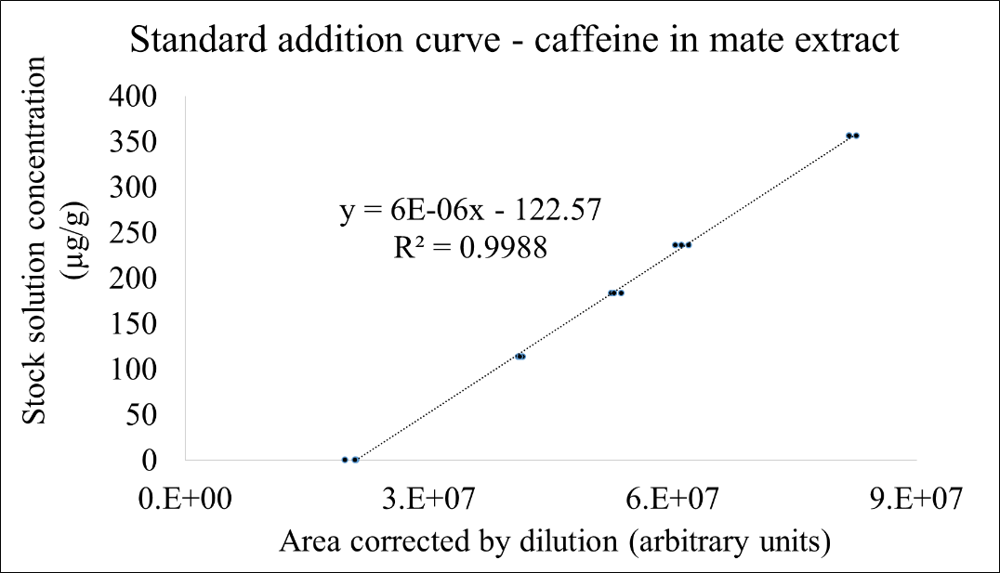 Standard addition curve - caffeine in mate extract
Stock solution concentration
(µg/g)
400
350
300
250
200
150
100
50
0
y = 6E-06x - 122.57
R² = 0.9988
0.E+00
3.E+07
6.E+07
9.E+07
Area corrected by dilution (arbitrary units)